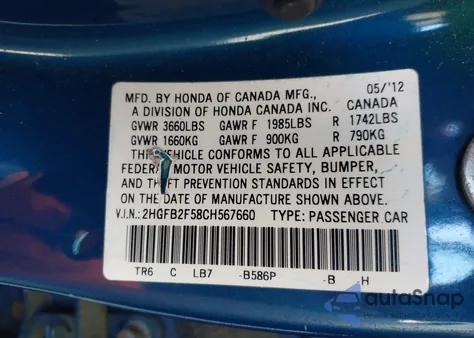 MFD. BY HONDA OF CANADA MFG., 05/'12
A DIVISION OF HONDA CANADA INC. CANADA
GVWR 3660LBS GAWR F 1985LBS R 1742LBS
GVWR 1660KG GAWR F 900KG R 790KG
THIS VEHICLE CONFORMS TO ALL APPLICABLE
FEDERAL MOTOR VEHICLE SAFETY, BUMPER,
AND THEFT PREVENTION STANDARDS IN EFFECT
ON THE DATE OF MANUFACTURE SHOWN ABOVE.
V.I.N.: 2HGFB2F58CH567660 TYPE: PASSENGER CAR
TR6 C LB7 -B586P -B H
autoSnap